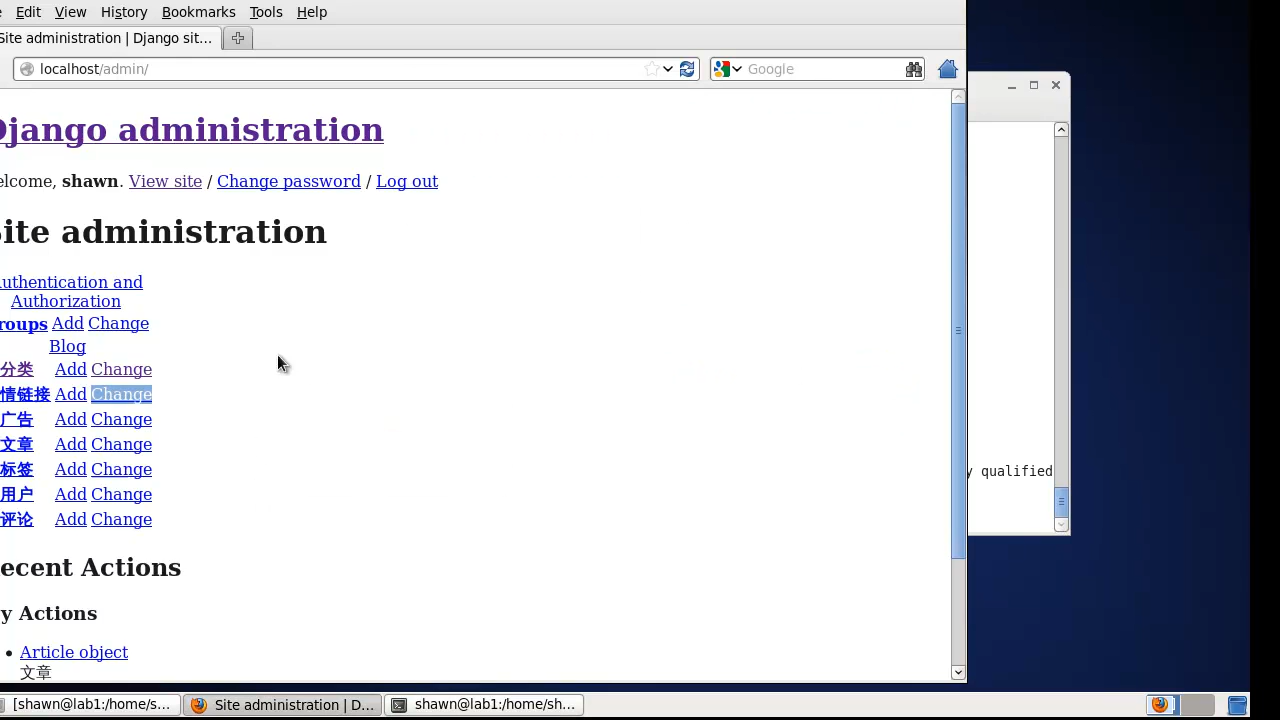 Edit View History Bookmarks Tools Help
Site administration | Django sit...
localhost/admin/ Google
Django administration
elcome, shawn. View site / Change password / Log out
Site administration
uthentication and
Authorization
roups Add Change
Blog
分类 Add Change
情链接 Add Change
广告 Add Change
文章 Add Change
标签 Add Change
用户 Add Change
评论 Add Change
ecent Actions
y Actions
• Article object
文章
y qualified
[shawn@lab1:/home/s... Site administration | D... shawn@lab1:/home/sh...